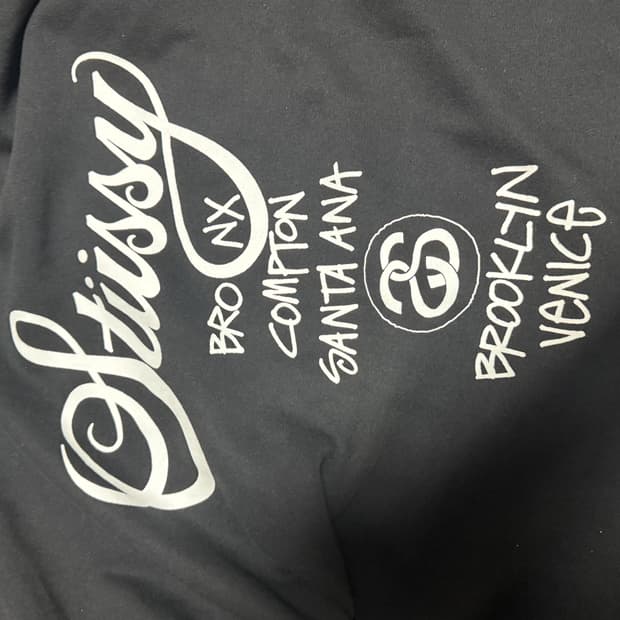 Stüssy
BRONX
COMPTON
SANTA ANA
SS
BROOKLYN
VENICE